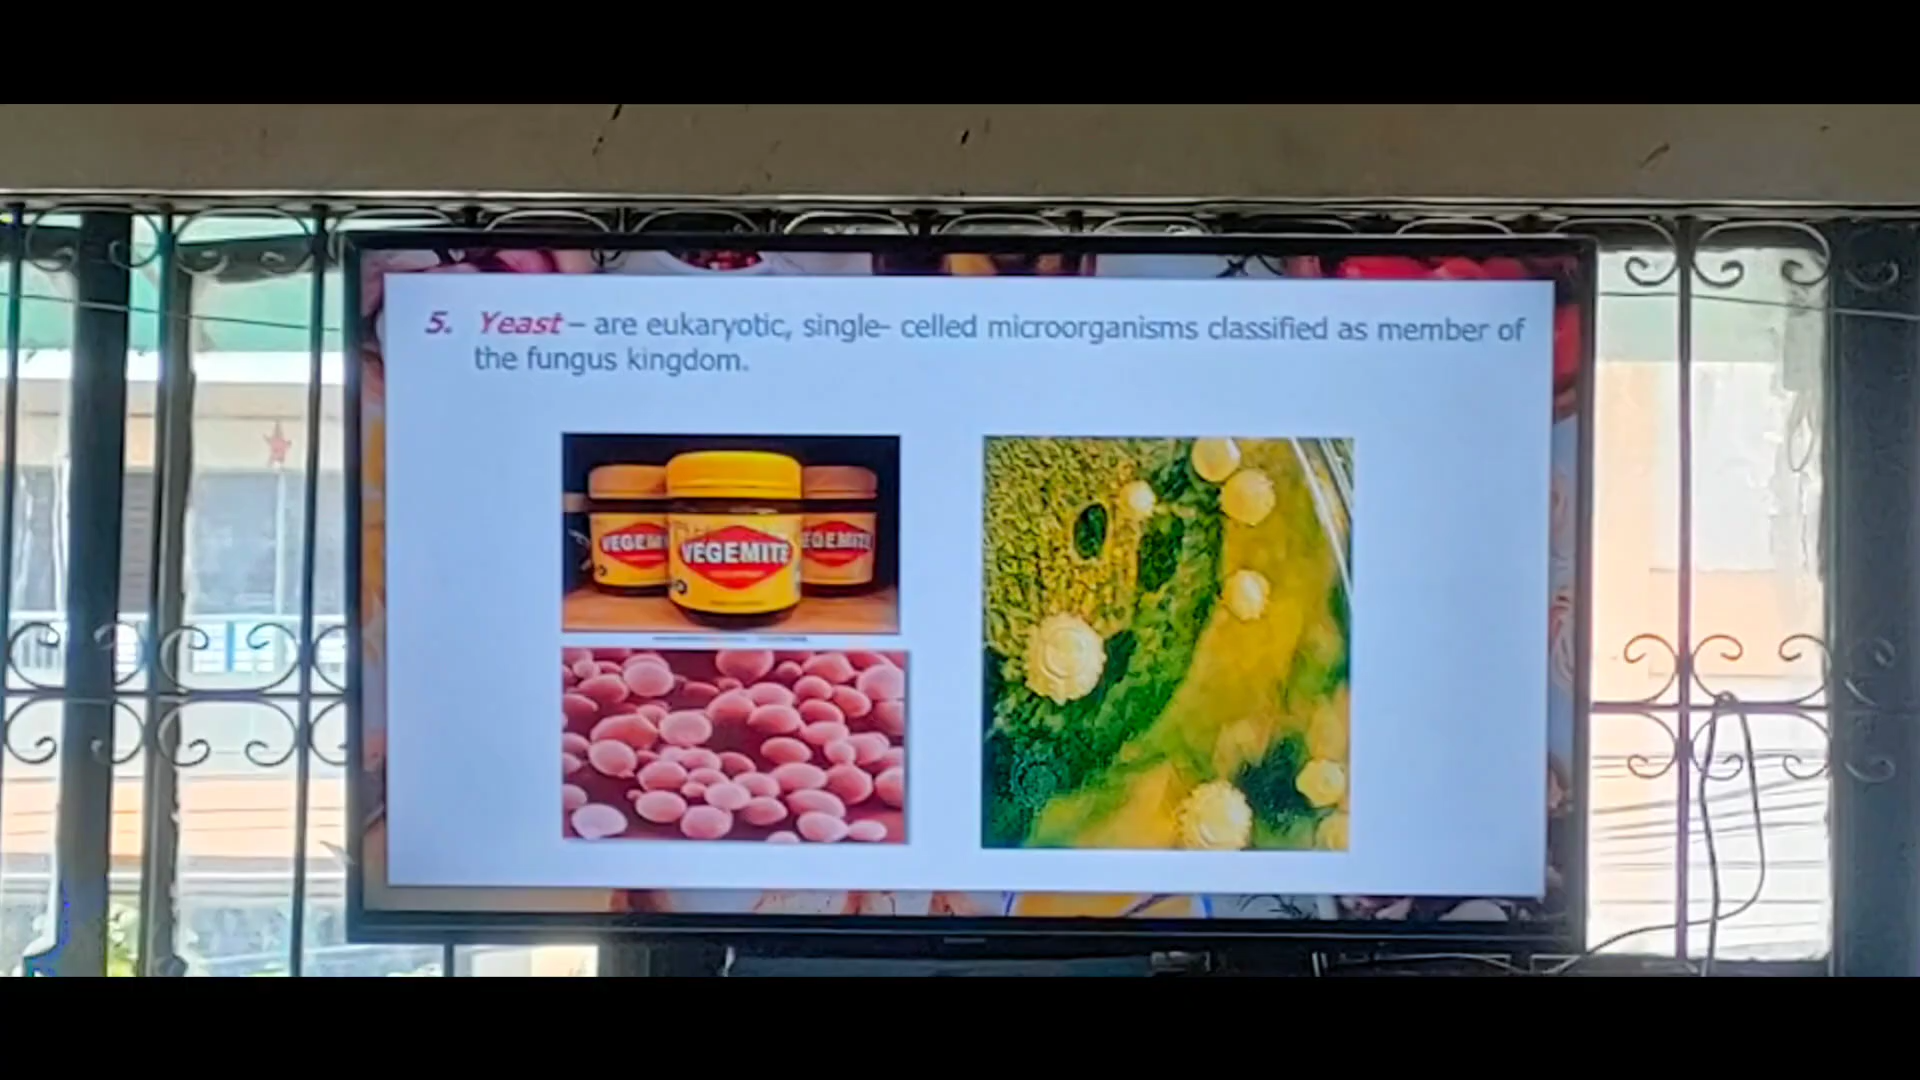 5. Yeast – are eukaryotic, single- celled microorganisms classified as member of
the fungus kingdom.
VEGEMITE